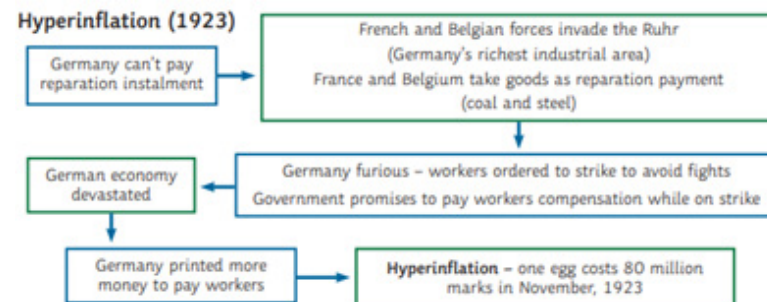 Hyperinflation (1923)
Germany can't pay
reparation instalment
French and Belgian forces invade the Ruhr
(Germany's richest industrial area)
France and Belgium take goods as reparation payment
(coal and steel)
Germany furious – workers ordered to strike to avoid fights
Government promises to pay workers compensation while on strike
German economy
devastated
Germany printed more
money to pay workers
Hyperinflation – one egg costs 80 million
marks in November, 1923